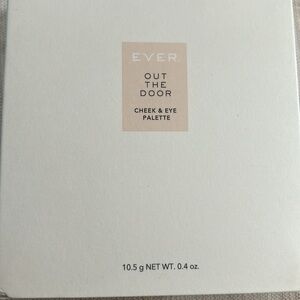 EVER.
OUT
THE
DOOR
CHEEK & EYE
PALETTE
10.5 g NET WT. 0.4 oz.